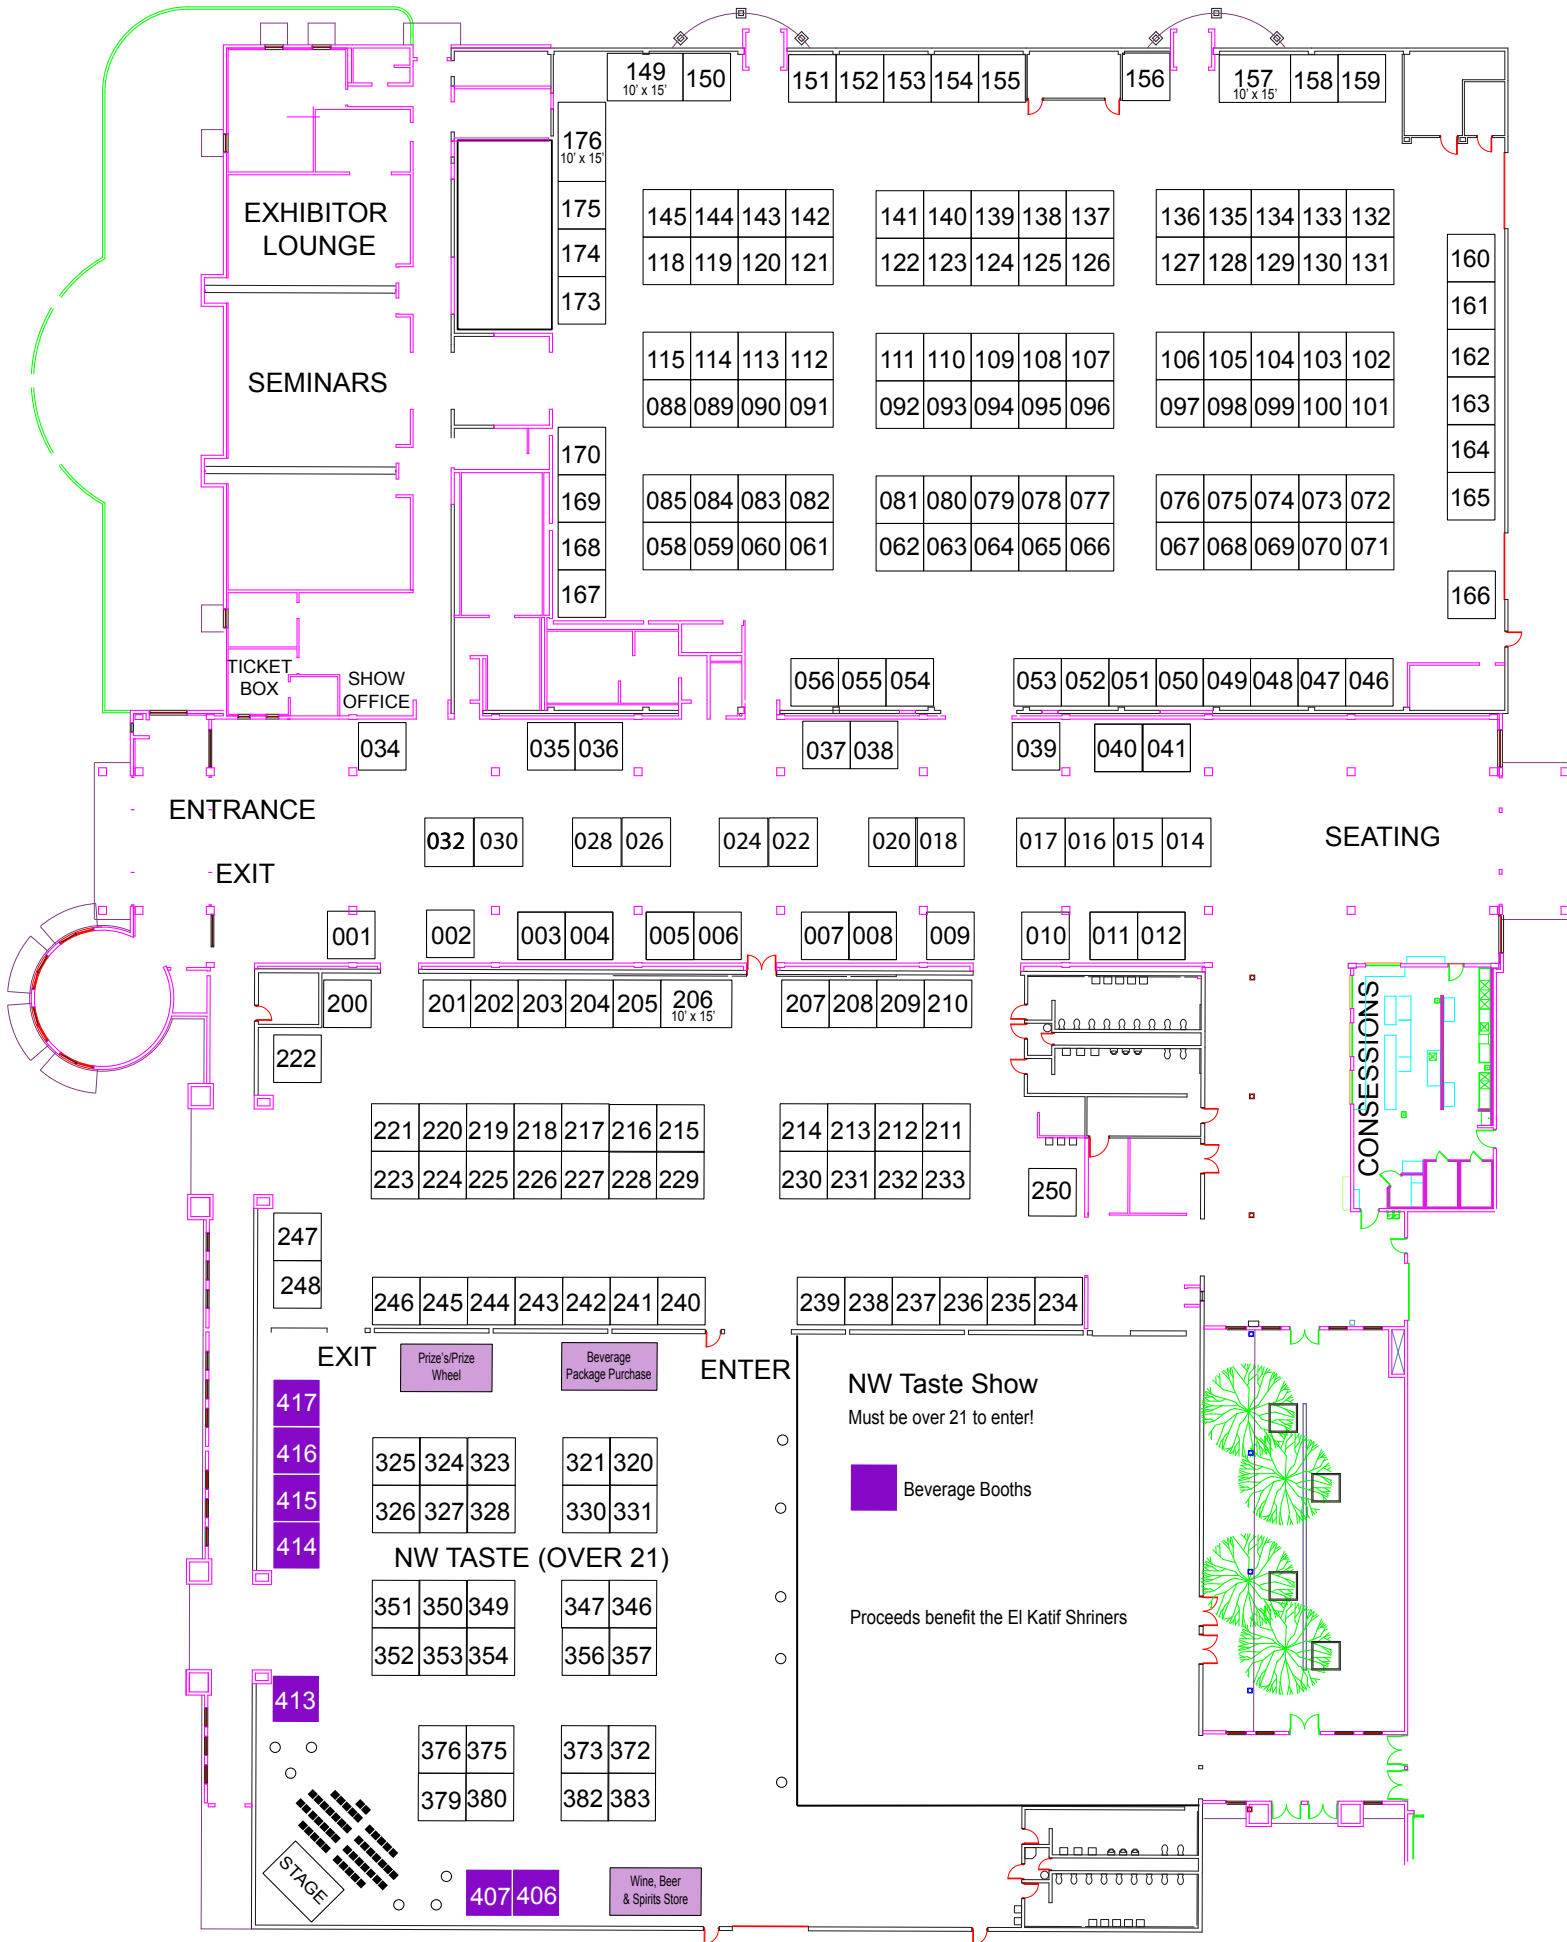 149 150 151 152 153 154 155 156 157 158 159
10' x 15' 10' x 15'
176
10' x 15'
175
174
173
EXHIBITOR
LOUNGE
145 144 143 142 141 140 139 138 137 136 135 134 133 132
118 119 120 121 122 123 124 125 126 127 128 129 130 131
160
161
162
163
164
165
166
SEMINARS
115 114 113 112 111 110 109 108 107 106 105 104 103 102
088 089 090 091 092 093 094 095 096 097 098 099 100 101
170
169
168
167
085 084 083 082 081 080 079 078 077 076 075 074 073 072
058 059 060 061 062 063 064 065 066 067 068 069 070 071
TICKET
BOX
SHOW
OFFICE
056 055 054 053 052 051 050 049 048 047 046
034 035 036 037 038 039 040 041
ENTRANCE
032 030 028 026 024 022 020 018 017 016 015 014
SEATING
EXIT
001 002 003 004 005 006 007 008 009 010 011 012
200 201 202 203 204 205 206 207 208 209 210
10' x 15'
222
CONSESSIONS
221 220 219 218 217 216 215 214 213 212 211
223 224 225 226 227 228 229 230 231 232 233
250
247
248
246 245 244 243 242 241 240 239 238 237 236 235 234
EXIT
Prize's/Prize
Wheel
Beverage
Package Purchase
ENTER
NW Taste Show
Must be over 21 to enter!
417
416
415
414
325 324 323 321 320
326 327 328 330 331
Beverage Booths
NW TASTE (OVER 21)
351 350 349 347 346
352 353 354 356 357
Proceeds benefit the El Katif Shriners
413
376 375 373 372
379 380 382 383
STAGE
407 406
Wine, Beer
& Spirits Store